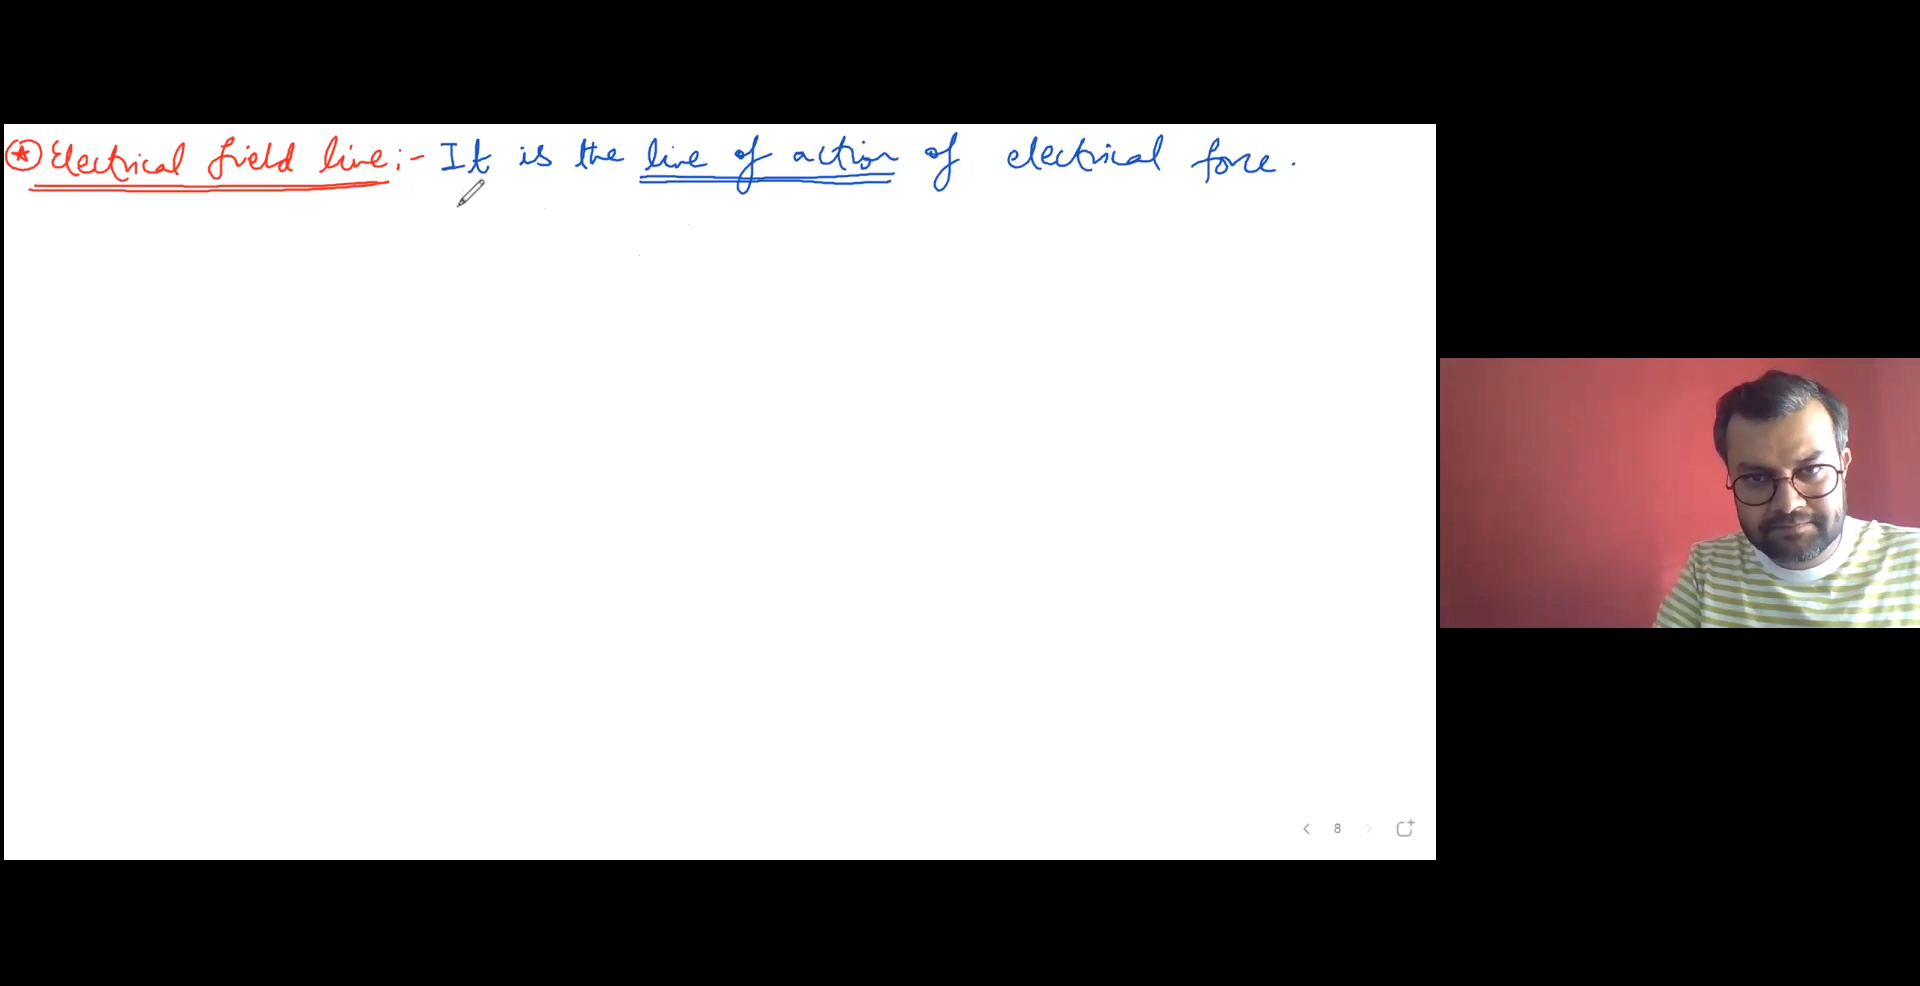 Electrical field line :- It is the line of action of electrical force.
8